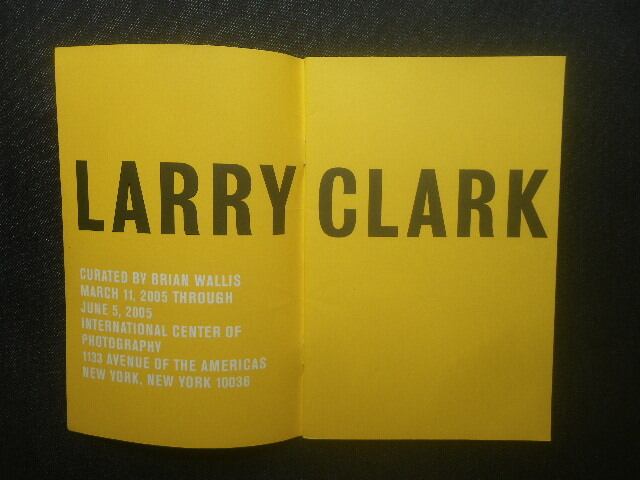 LARRY CLARK
CURATED BY BRIAN WALLIS
MARCH 11, 2005 THROUGH
JUNE 5, 2005
INTERNATIONAL CENTER OF
PHOTOGRAPHY
1133 AVENUE OF THE AMERICAS
NEW YORK, NEW YORK 10036